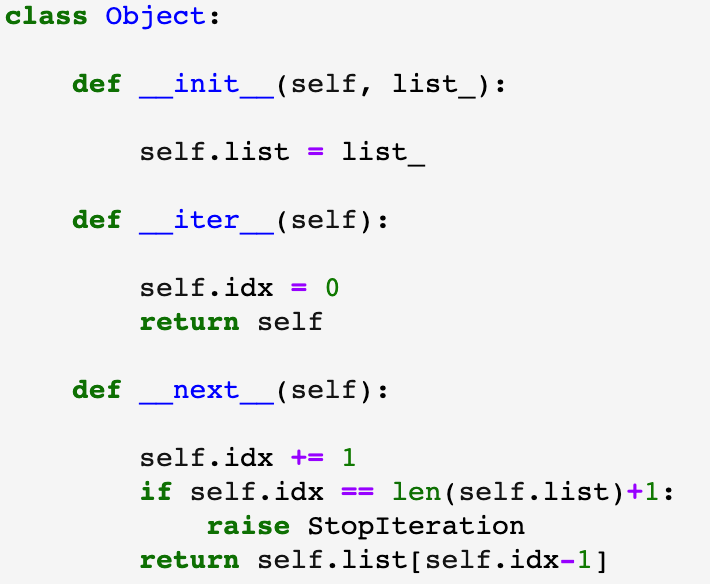 class Object:
    def __init__(self, list_):
        self.list = list_
    def __iter__(self):
        self.idx = 0
        return self
    def __next__(self):
        self.idx += 1
        if self.idx == len(self.list)+1:
            raise StopIteration
        return self.list[self.idx-1]